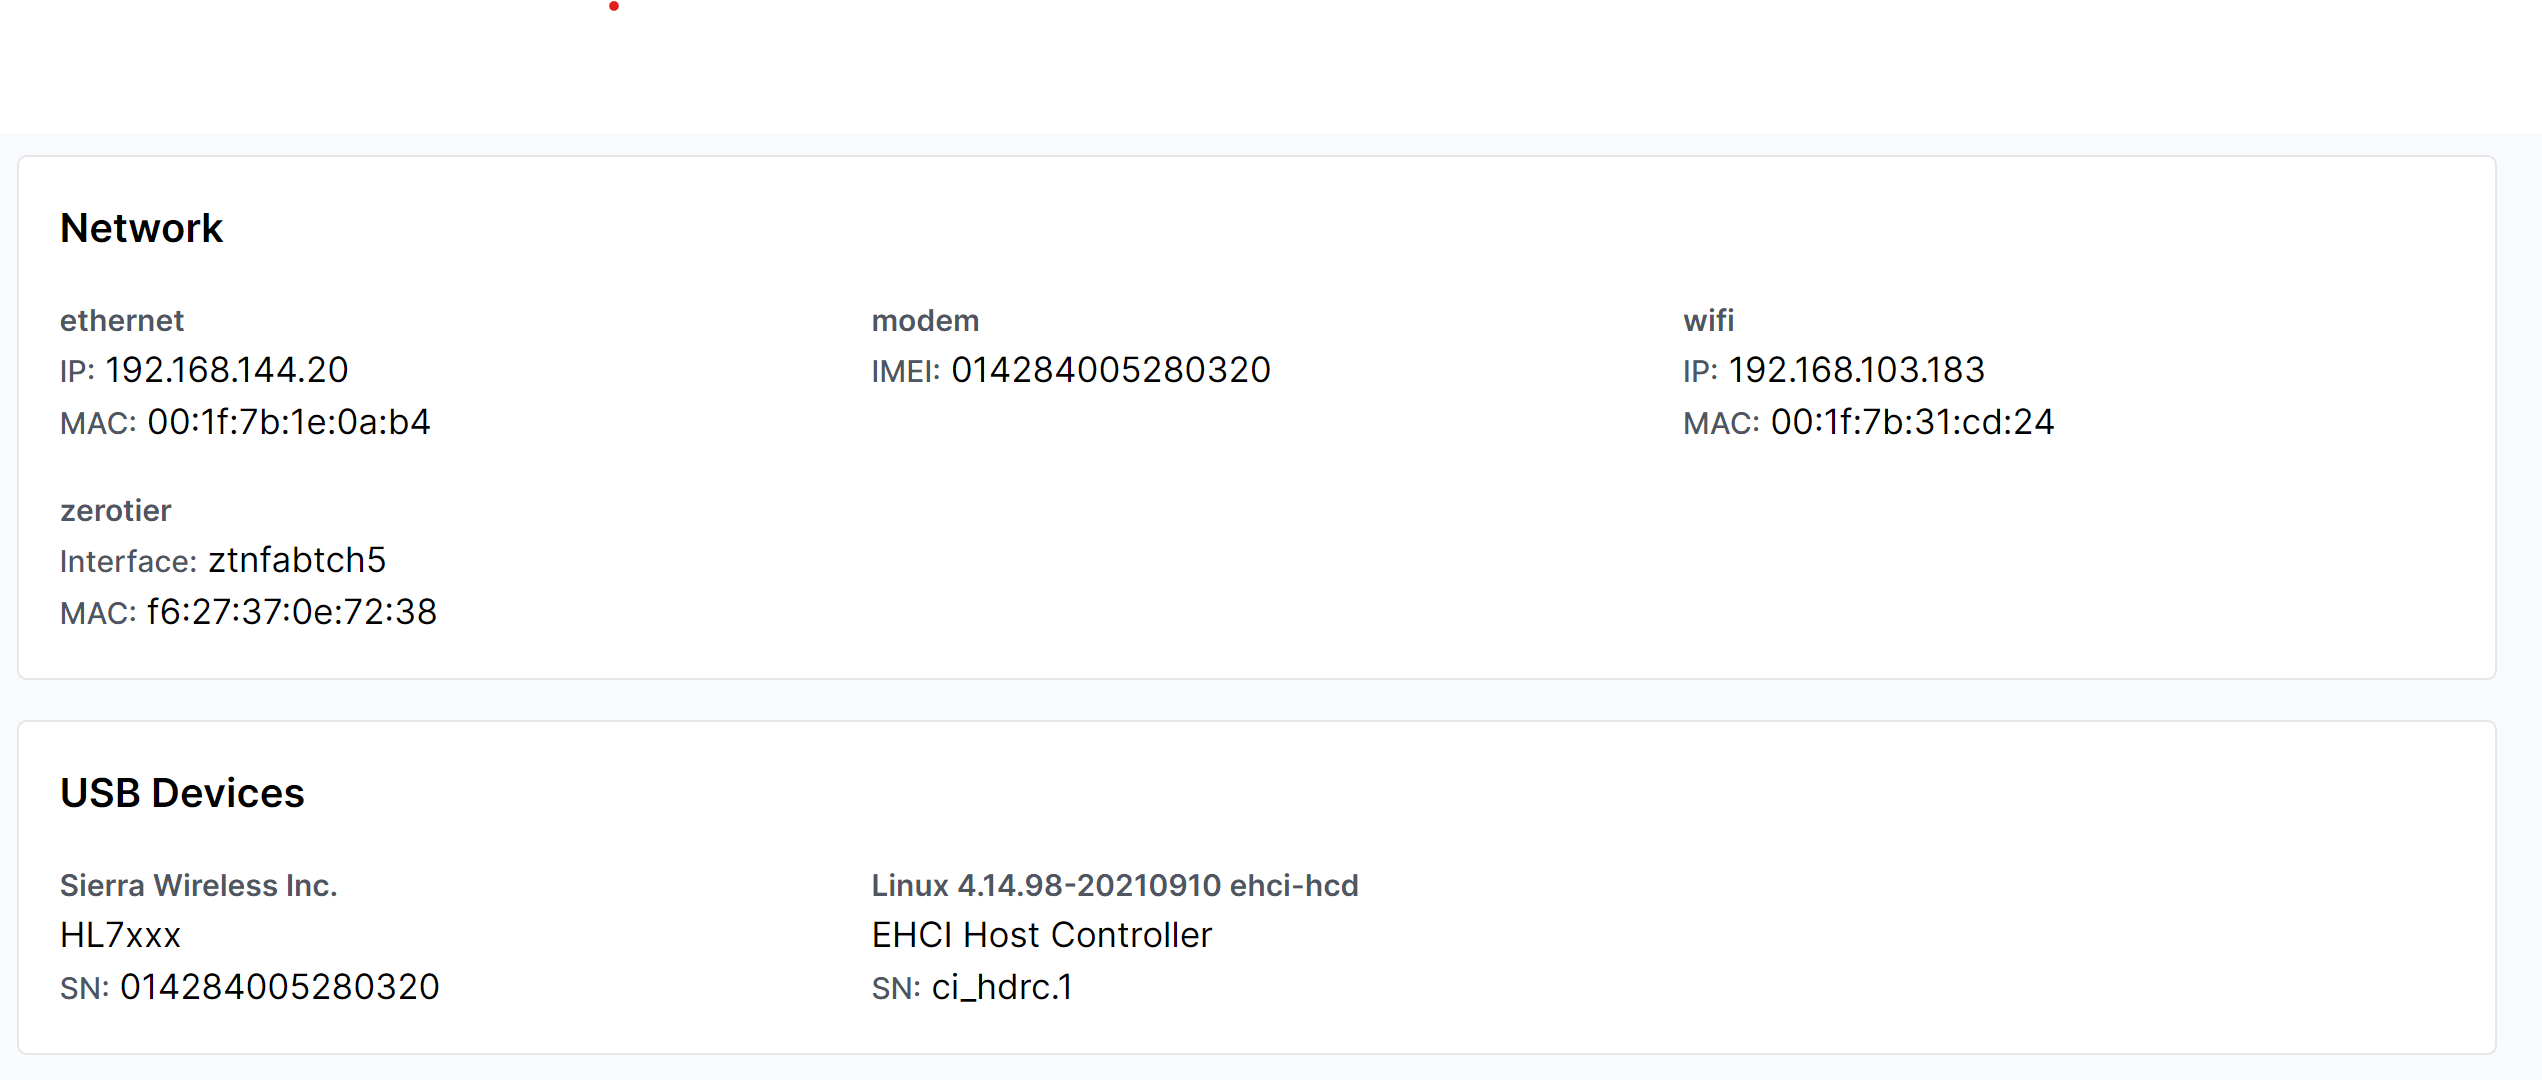 Network
ethernet
IP: 192.168.144.20
MAC: 00:1f:7b:1e:0a:b4
modem
IMEI: 014284005280320
wifi
IP: 192.168.103.183
MAC: 00:1f:7b:31:cd:24
zerotier
Interface: ztnfabtch5
MAC: f6:27:37:0e:72:38
USB Devices
Sierra Wireless Inc.
HL7xxx
SN: 014284005280320
Linux 4.14.98-20210910 ehci-hcd
EHCI Host Controller
SN: ci_hdrc.1